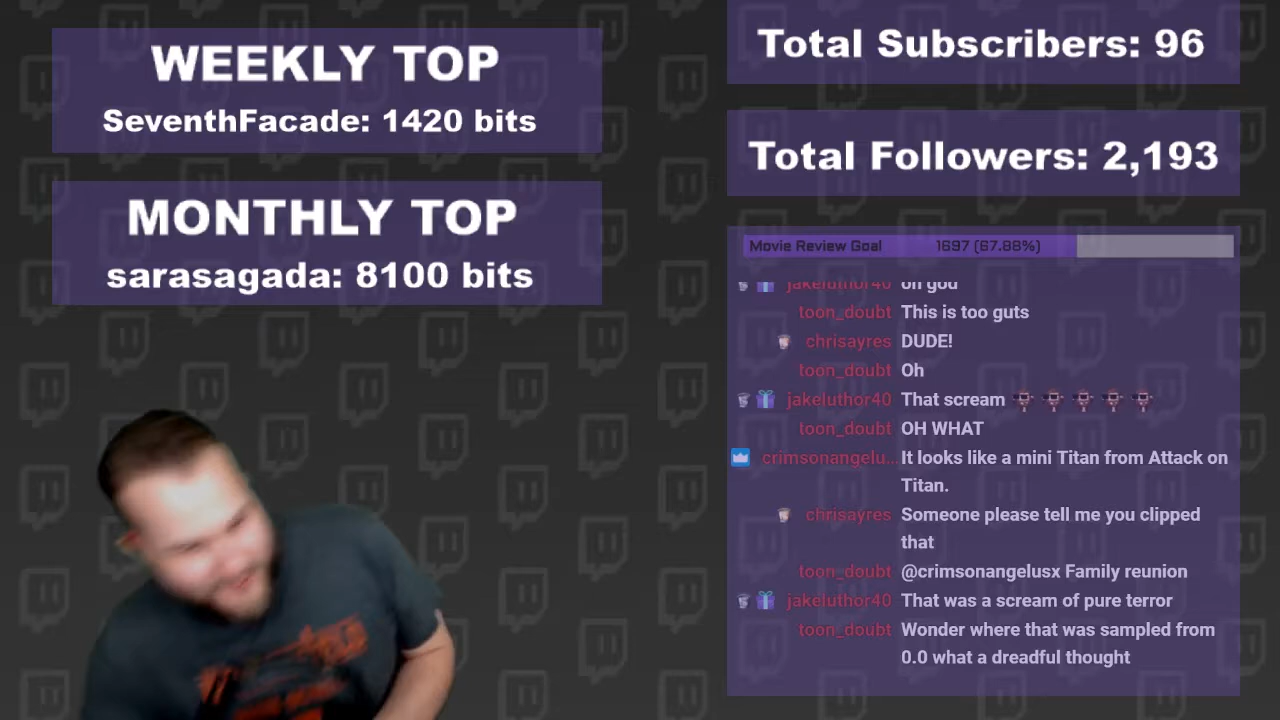 WEEKLY TOP
SeventhFacade: 1420 bits
MONTHLY TOP
sarasagada: 8100 bits
Total Subscribers: 96
Total Followers: 2,193
Movie Review Goal 1697 (67.88%)
jakeluthor40 oh god
toon_doubt This is too guts
chrisayres DUDE!
toon_doubt Oh
jakeluthor40 That scream
toon_doubt OH WHAT
crimsonangelu... It looks like a mini Titan from Attack on
Titan.
chrisayres Someone please tell me you clipped
that
toon_doubt @crimsonangelusx Family reunion
jakeluthor40 That was a scream of pure terror
toon_doubt Wonder where that was sampled from
0.0 what a dreadful thought